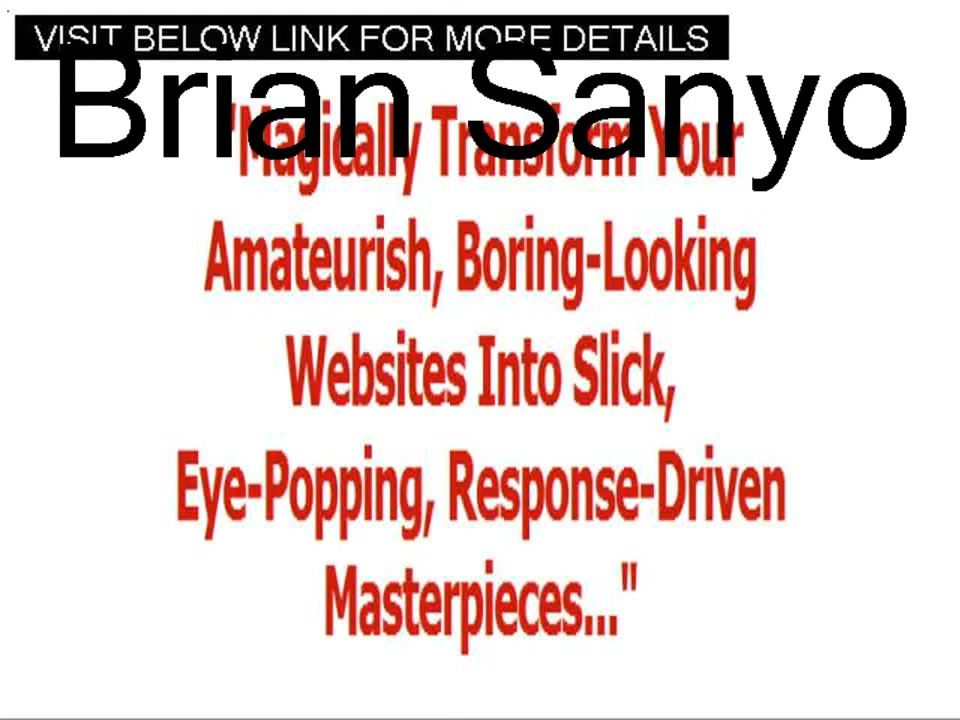 VISIT BELOW LINK FOR MORE DETAILS
Brian Sanyo
"Magically Transform Your
Amateurish, Boring-Looking
Websites Into Slick,
Eye-Popping, Response-Driven
Masterpieces..."